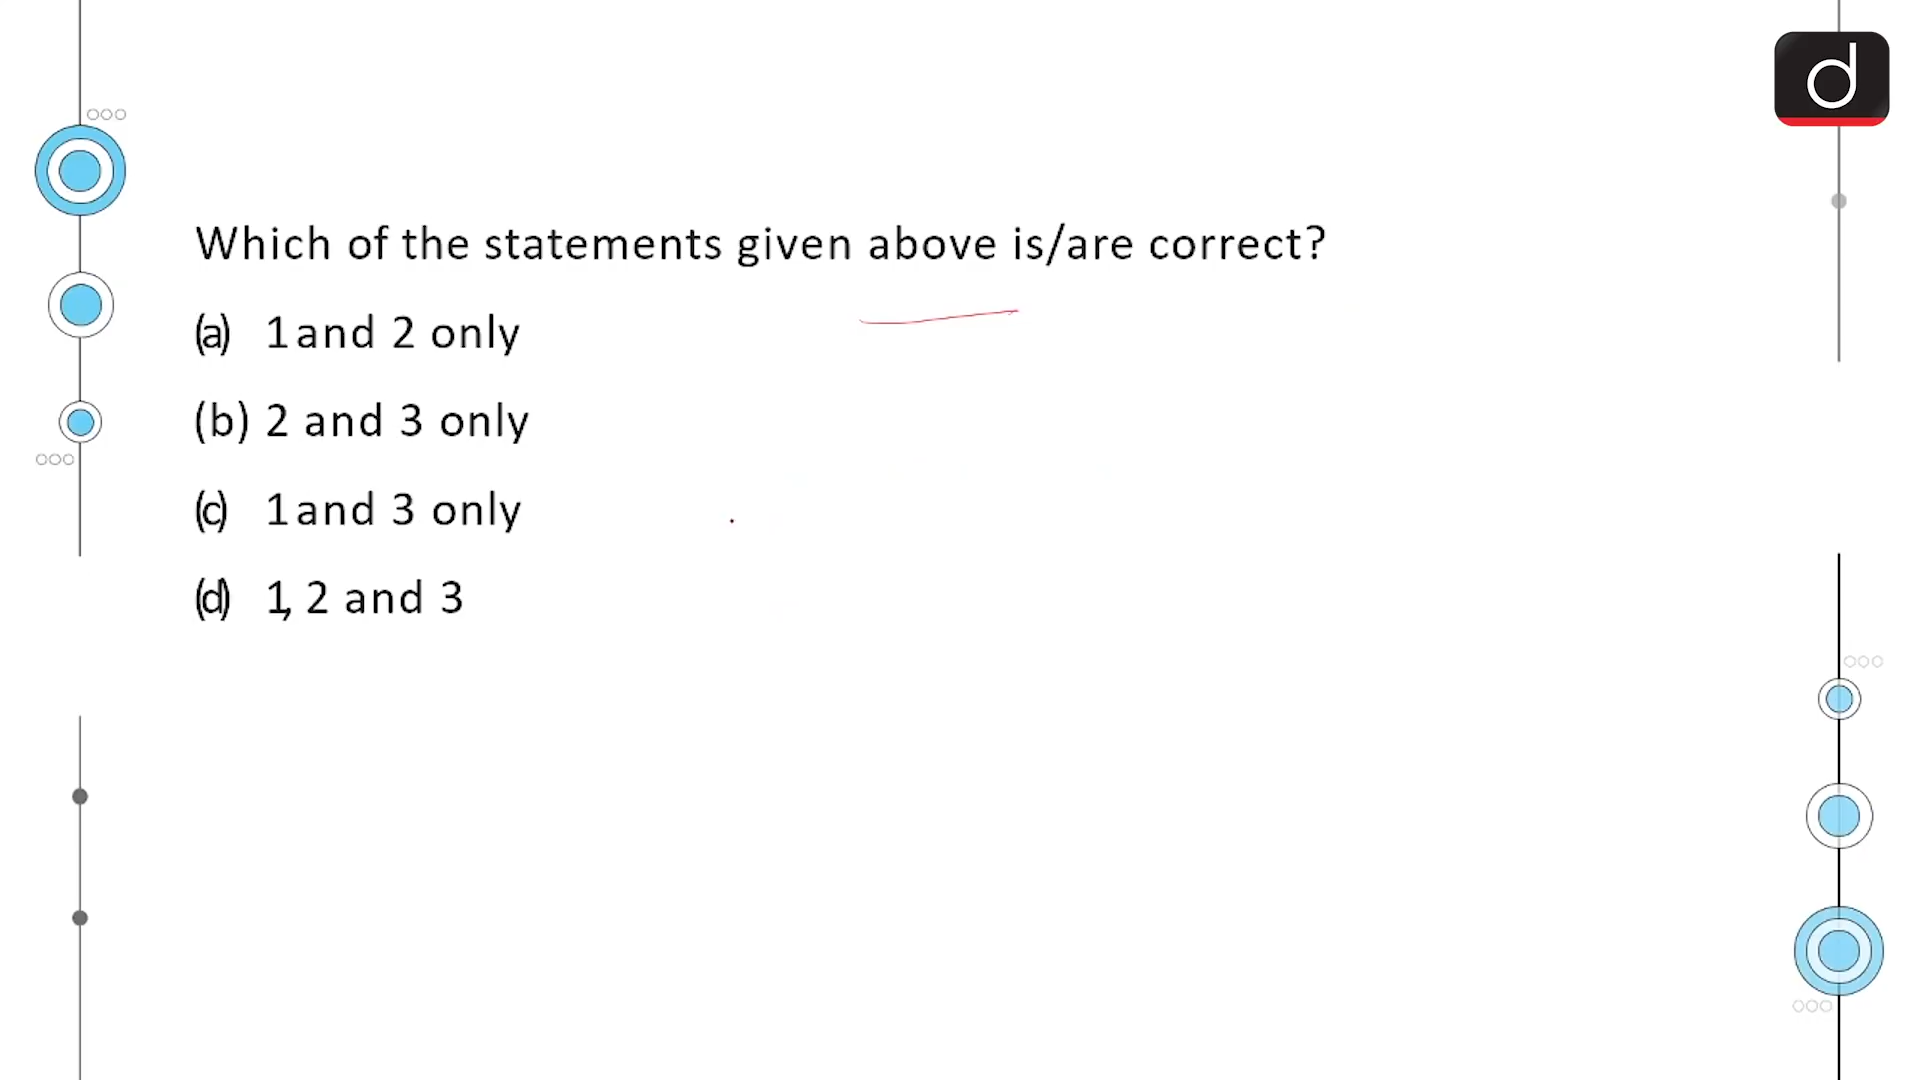 d
Which of the statements given above is/are correct?
(a) 1 and 2 only
(b) 2 and 3 only
(c) 1 and 3 only
(d) 1, 2 and 3